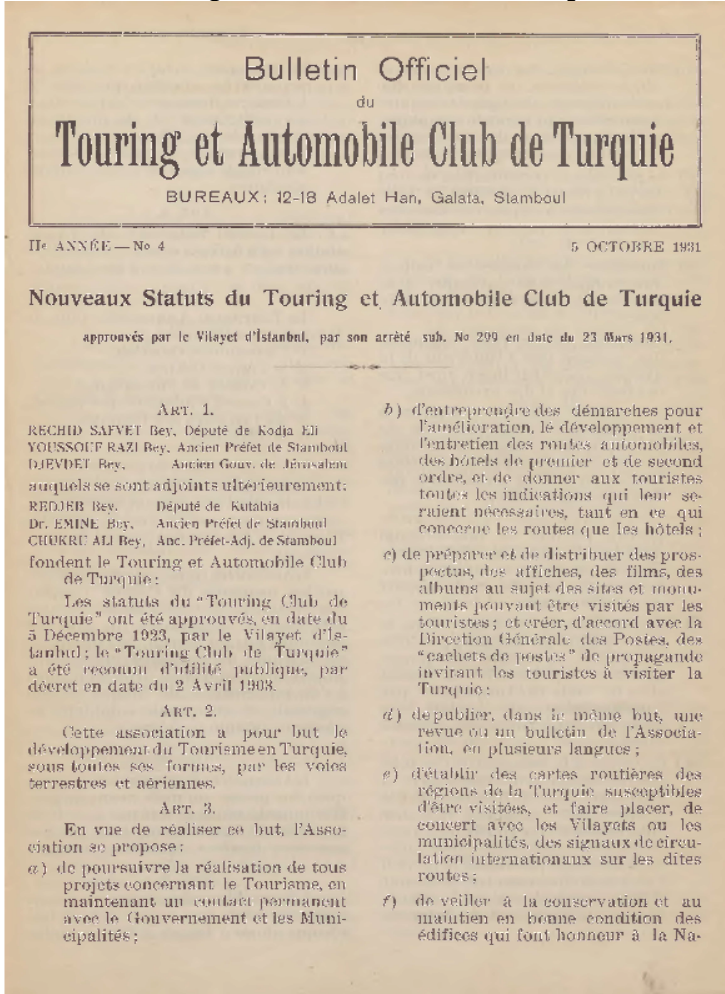 Bulletin Officiel
du
Touring et Automobile Club de Turquie
BUREAUX: 12-18 Adalet Han, Galata, Stamboul
IIe ANNÉE — No 4
5 OCTOBRE 1931
Nouveaux Statuts du Touring et Automobile Club de Turquie
approuvés par le Vilayet d'İstanbul, par son arrêté sub. No 299 en date du 23 Mars 1931.
ART. 1.
RECHID SAFVET Bey, Député de Kodja Eli
YOUSSOUF RAZI Bey, Ancien Préfet de Stamboul
DJEVDET Bey, Ancien Gouv. de Jérusalem
auquels se sont adjoints ultérieurement:
REDJEB Bey, Député de Kutahia
Dr. EMINE Bey, Ancien Préfet de Stamboul
CHUKRU ALI Bey, Anc. Préfet-Adj. de Stamboul
fondent le Touring et Automobile Club
de Turquie:
Les statuts du "Touring Club de
Turquie" ont été approuvés, en date du
5 Décembre 1923, par le Vilayet d'Is-
tanbul; le "Touring Club de Turquie"
a été reconnu d'utilité publique, par
décret en date du 2 Avril
ART. 2.
Cette association a pour but le
développement du Tourisme en Turquie,
sous toutes ses formes, par les voies
terrestres et aériennes.
ART. 3.
En vue de réaliser ce but, l'Asso-
ciation se propose:
a) de poursuivre la réalisation de tous
projets concernant le Tourisme, en
maintenant un contact permanent
avec le Gouvernement et les Muni-
cipalités;
b) d'entreprendre des démarches pour
l'amélioration, le développement et
l'entretien des routes automobiles,
des hôtels de premier et de second
ordre, et de donner aux touristes
toutes les indications qui leur se-
raient nécessaires, tant en ce qui
concerne les routes que les hôtels;
c) de préparer et de distribuer des pros-
pectus, des affiches, des films, des
albums au sujet des sites et monu-
ments pouvant être visités par les
touristes; et créer, d'accord avec la
Direction Générale des Postes, des
"cachets de postes" de propagande
invitant les touristes à visiter la
Turquie;
d) de publier, dans le même but, une
revue ou un bulletin de l'Associa-
tion, en plusieurs langues;
e) d'établir des cartes routières des
régions de la Turquie susceptibles
d'être visitées, et faire placer, de
concert avec les Vilayets ou les
municipalités, des signaux de circu-
lation internationaux sur les dites
routes;
f) de veiller à la conservation et au
maintien en bonne condition des
édifices qui font honneur à la Na-